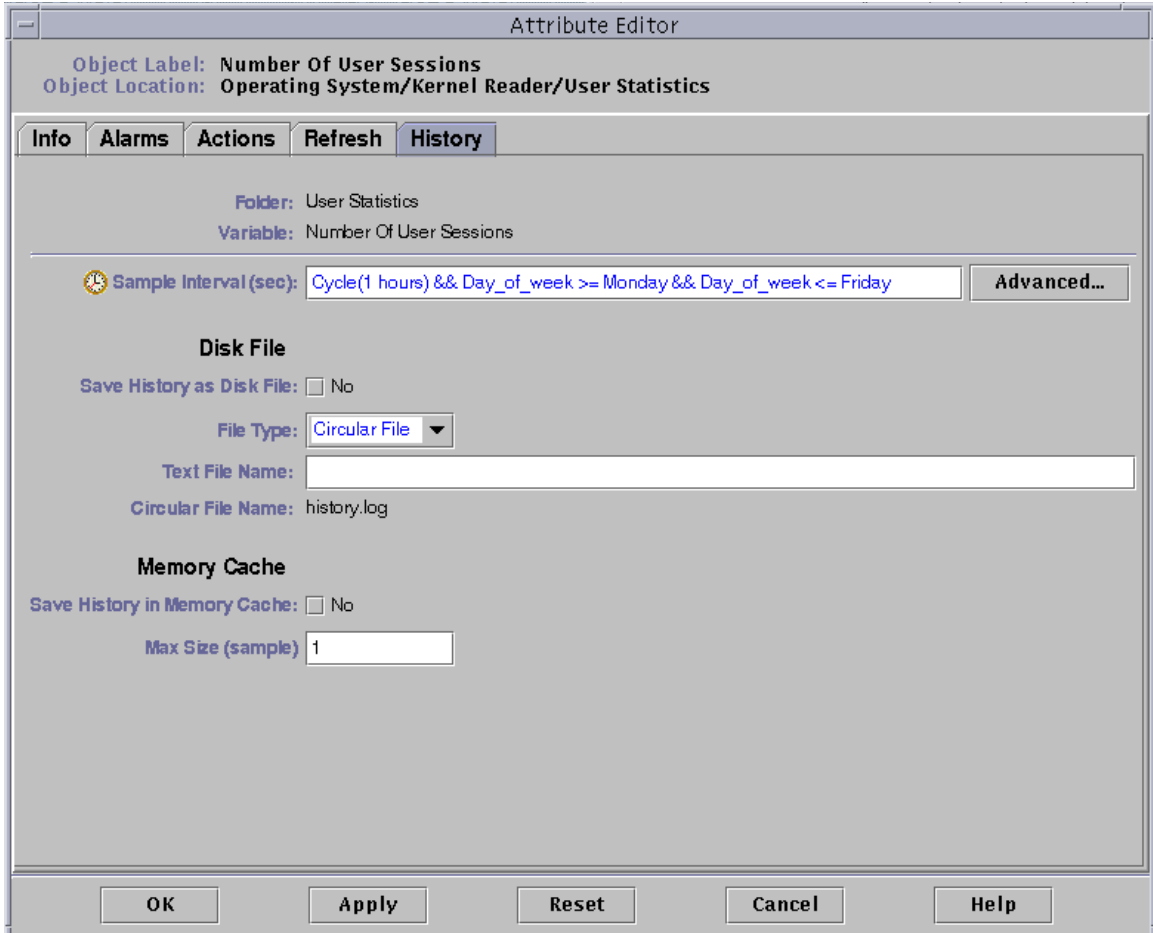 Attribute Editor
Object Label: Number Of User Sessions
Object Location: Operating System/Kernel Reader/User Statistics
Info Alarms Actions Refresh History
Folder: User Statistics
Variable: Number Of User Sessions
Sample Interval (sec): Cycle(1 hours) && Day_of_week >= Monday && Day_of_week <= Friday Advanced...
Disk File
Save History as Disk File: No
File Type: Circular File
Text File Name:
Circular File Name: history.log
Memory Cache
Save History in Memory Cache: No
Max Size (sample) 1
OK Apply Reset Cancel Help